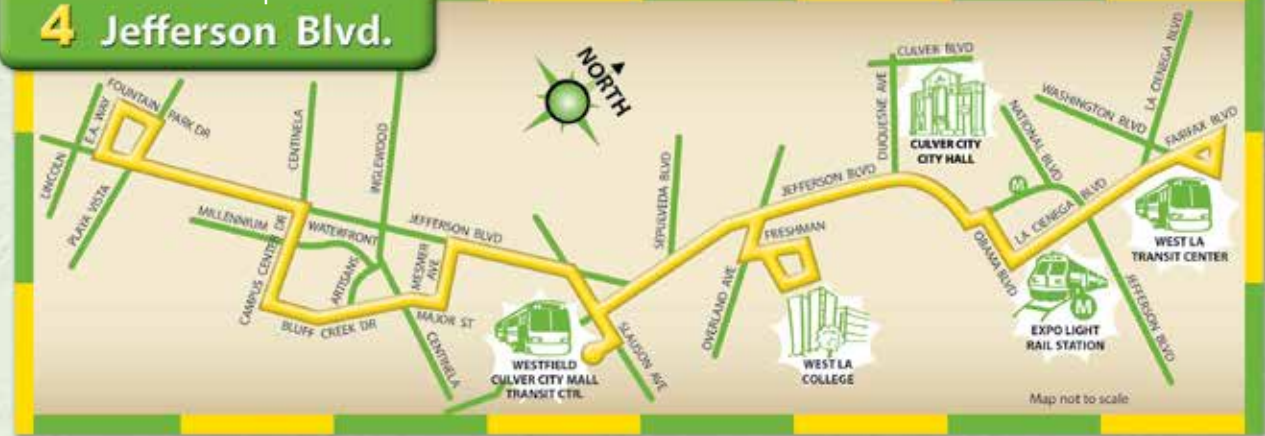 4 Jefferson Blvd.
NORTH
FOUNTAIN PARK DR
E.A. WAY
LINCOLN
PLAYA VISTA
CENTINELA
INGLEWOOD
MILLENNIUM
WATERFRONT
CAMPUS CENTER DR
ARTISANS
BLUFF CREEK DR
MESMER
AVE
JEFFERSON BLVD
MAJOR ST
CENTINELA
WESTFIELD
CULVER CITY MALL
TRANSIT CTR.
SLAUSON AVE
SEPULVEDA BLVD
OVERLAND AVE
FRESHMAN
WEST LA
COLLEGE
JEFFERSON BLVD
DUQUESNE AVE
CULVER BLVD
CULVER CITY
CITY HALL
NATIONAL BLVD
WASHINGTON BLVD
LA CIENEGA BLVD
FAIRFAX BLVD
M
LA CIENEGA BLVD
OBAMA BLVD
M
EXPO LIGHT
RAIL STATION
WEST LA
TRANSIT CENTER
JEFFERSON BLVD
Map not to scale